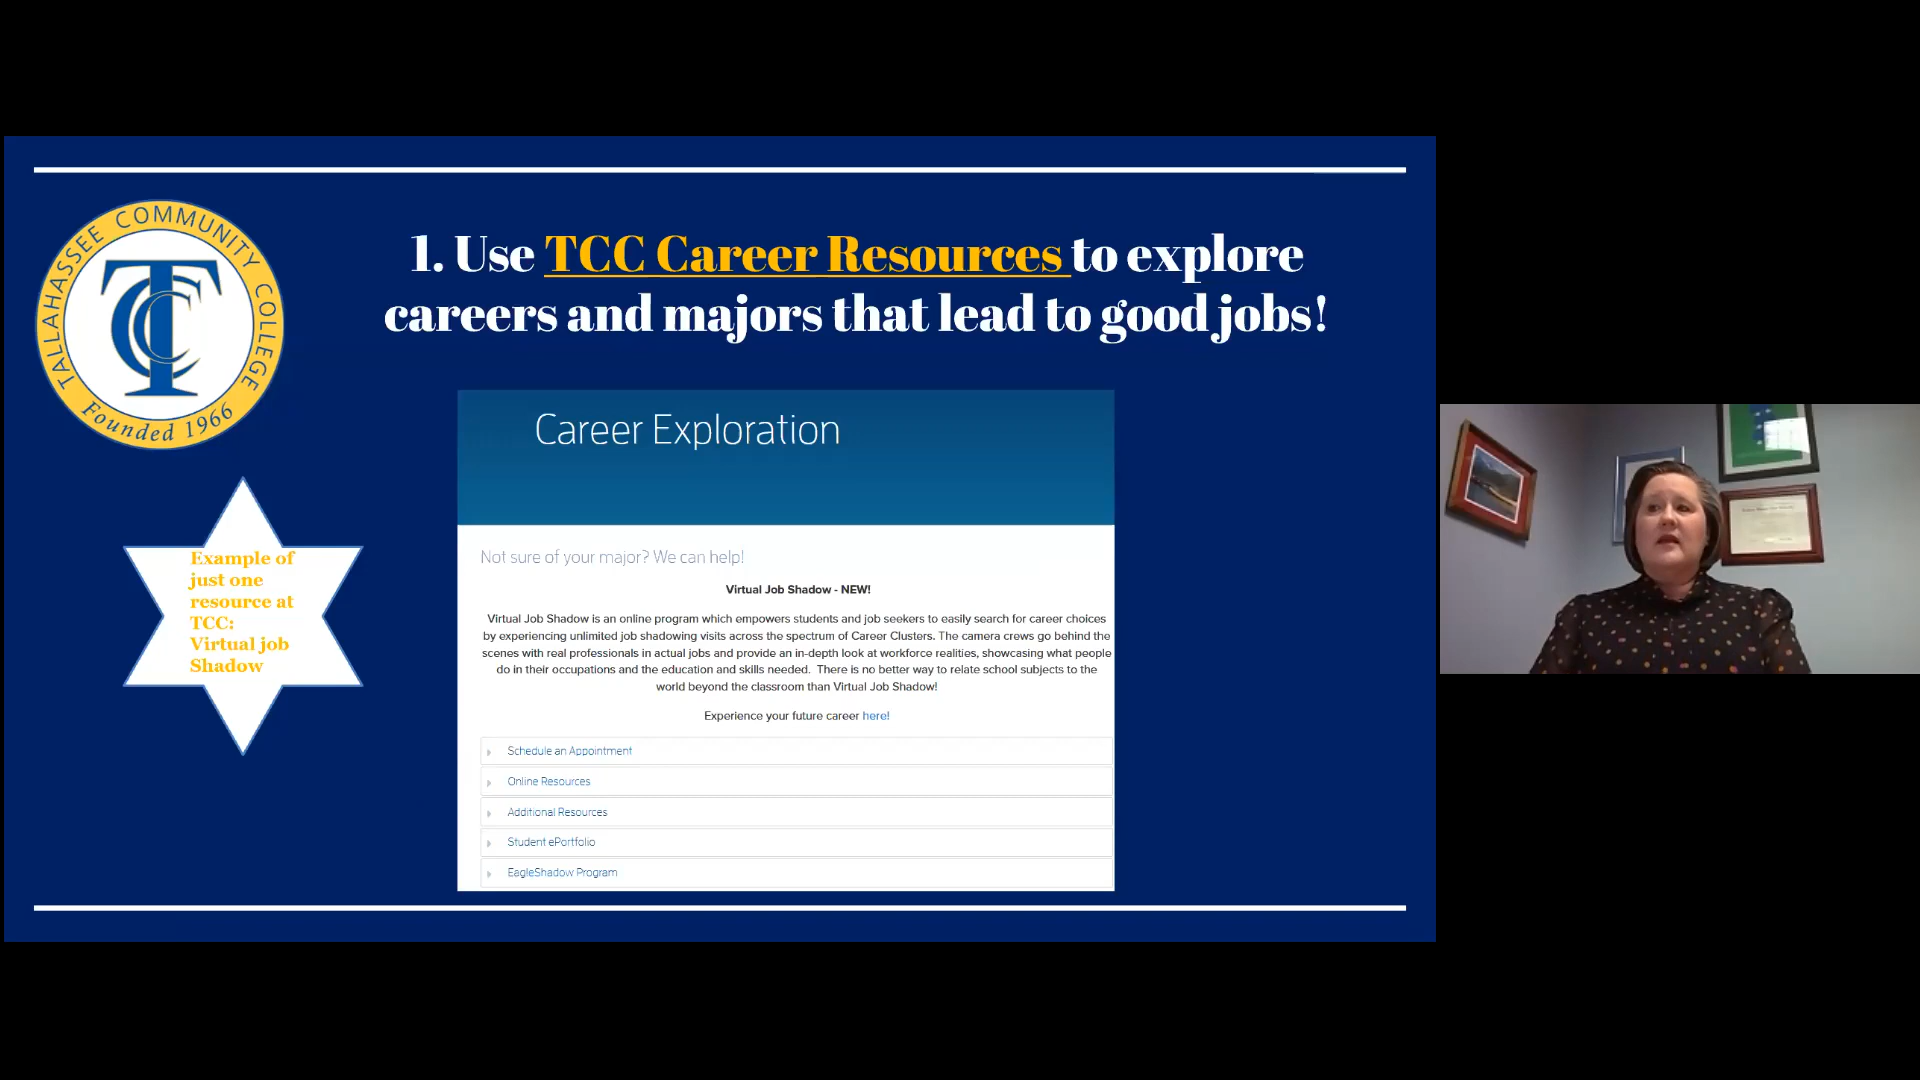 TALLAHASSEE COMMUNITY COLLEGE
TCC
Founded 1966
1. Use TCC Career Resources to explore
careers and majors that lead to good jobs!
Example of
just one
resource at
TCC:
Virtual job
Shadow
Career Exploration
Not sure of your major? We can help!
Virtual Job Shadow - NEW!
Virtual Job Shadow is an online program which empowers students and job seekers to easily search for career choices
by experiencing unlimited job shadowing visits across the spectrum of Career Clusters. The camera crews go behind the
scenes with real professionals in actual jobs and provide an in-depth look at workforce realities, showcasing what people
do in their occupations and the education and skills needed. There is no better way to relate school subjects to the
world beyond the classroom than Virtual Job Shadow!
Experience your future career here!
Schedule an Appointment
Online Resources
Additional Resources
Student ePortfolio
EagleShadow Program